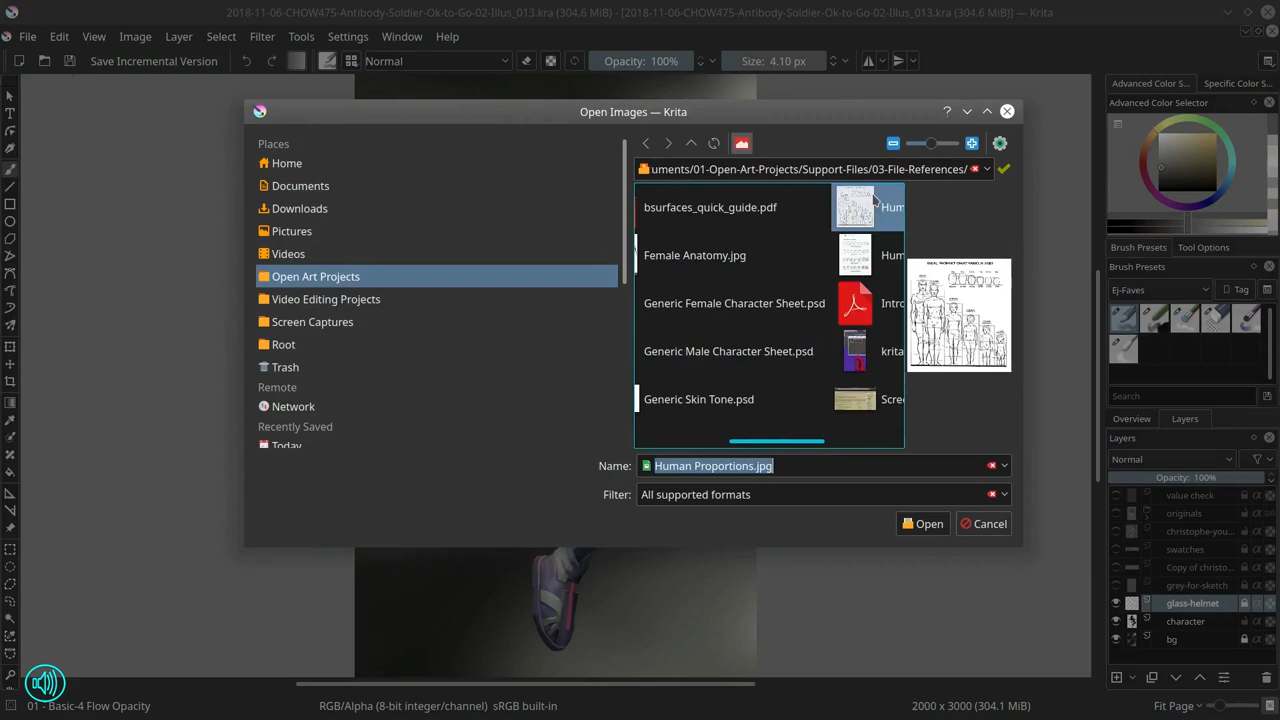 2018-11-06-CHOW475-Antibody-Soldier-Ok-to-Go-02-Illus_013.kra (304.6 MiB) - [2018-11-06-CHOW475-Antibody-Soldier-Ok-to-Go-02-Illus_013.kra (304.6 MiB)] — Krita
File Edit View Image Layer Select Filter Tools Settings Window Help
Save Incremental Version Normal Opacity: 100% Size: 4.10 px
Open Images — Krita
Places
Home
Documents
Downloads
Pictures
Videos
Open Art Projects
Video Editing Projects
Screen Captures
Root
Trash
Remote
Network
Recently Saved
Today
uments/01-Open-Art-Projects/Support-Files/03-File-References/
bsurfaces_quick_guide.pdf Hum
Female Anatomy.jpg Hum
Generic Female Character Sheet.psd Intro
Generic Male Character Sheet.psd krita
Generic Skin Tone.psd Scre
Name: Human Proportions.jpg
Filter: All supported formats
Open Cancel
Advanced Color S... Specific Color S...
Advanced Color Selector
Brush Presets Tool Options
Brush Presets
Ej-Faves Tag
Search
Overview Layers
Layers
Normal
Opacity: 100%
value check
originals
christophe-you...
swatches
Copy of christo...
grey-for-sketch
glass-helmet
character
bg
01 - Basic-4 Flow Opacity RGB/Alpha (8-bit integer/channel) sRGB built-in 2000 x 3000 (304.1 MiB) Fit Page